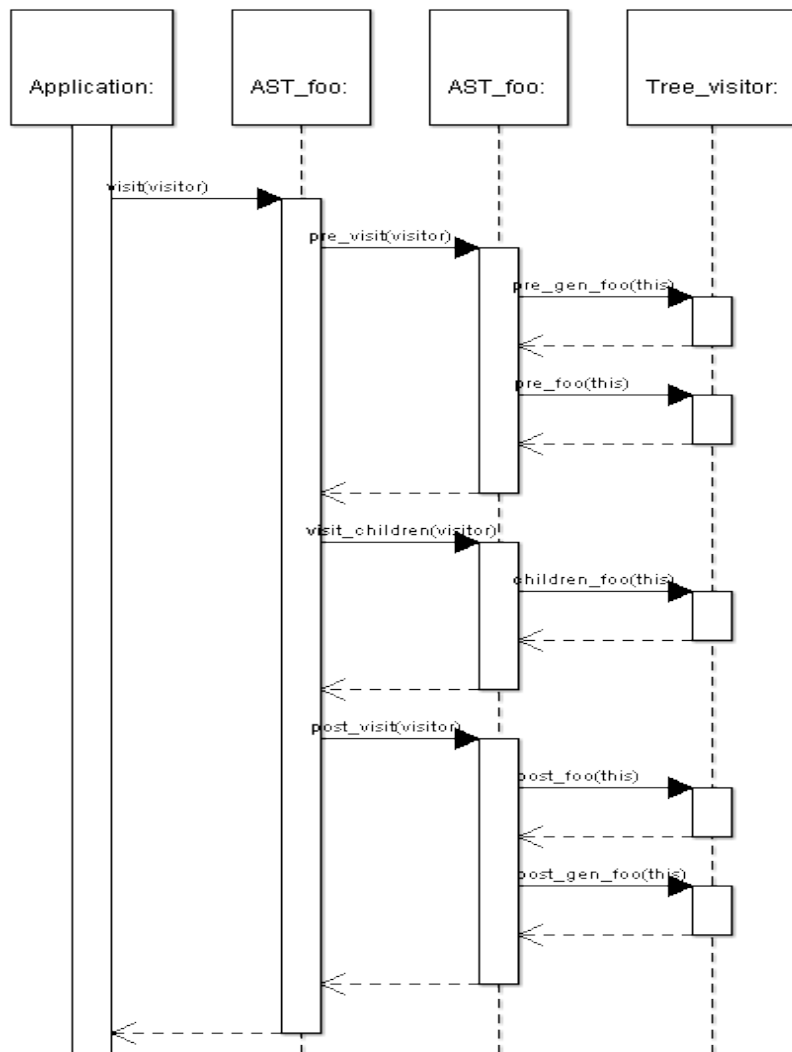 Application:
AST_foo:
AST_foo:
Tree_visitor:
visit(visitor)
pre_visit(visitor)
pre_gen_foo(this)
pre_foo(this)
visit_children(visitor)
children_foo(this)
post_visit(visitor)
post_foo(this)
post_gen_foo(this)